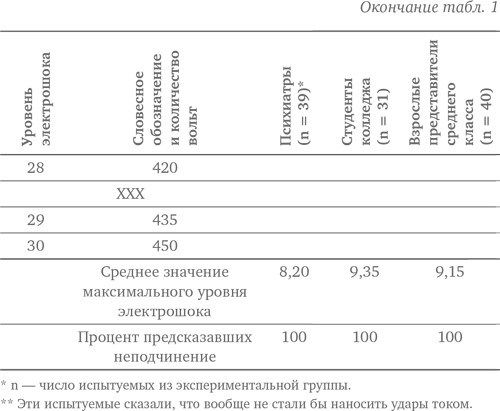 Окончание табл. 1
Уровень
электрошока
Словесное
обозначение
и количество
вольт
Психиатры
(n = 39)*
Студенты
колледжа
(n = 31)
Взрослые
представители
среднего
класса
(n = 40)
28 420
XXX
29 435
30 450
Среднее значение
максимального уровня
электрошока
8,20 9,35 9,15
Процент предсказавших
неподчинение
100 100 100
* n — число испытуемых из экспериментальной группы.
** Эти испытуемые сказали, что вообще не стали бы наносить удары током.